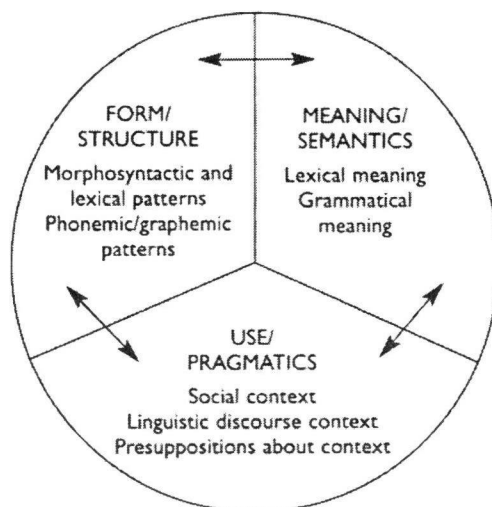 FORM/
STRUCTURE
Morphosyntactic and
lexical patterns
Phonemic/graphemic
patterns
MEANING/
SEMANTICS
Lexical meaning
Grammatical
meaning
USE/
PRAGMATICS
Social context
Linguistic discourse context
Presuppositions about context